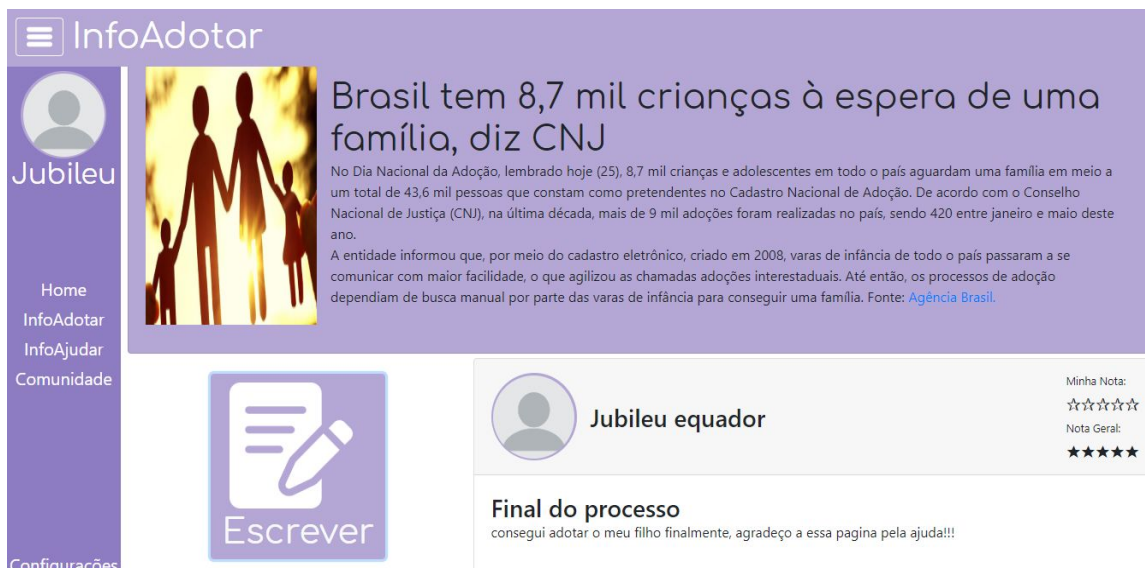 InfoAdotar
Jubileu
Home
InfoAdotar
InfoAjudar
Comunidade
Configurações
Brasil tem 8,7 mil crianças à espera de uma
família, diz CNJ
No Dia Nacional da Adoção, lembrado hoje (25), 8,7 mil crianças e adolescentes em todo o país aguardam uma família em meio a
um total de 43,6 mil pessoas que constam como pretendentes no Cadastro Nacional de Adoção. De acordo com o Conselho
Nacional de Justiça (CNJ), na última década, mais de 9 mil adoções foram realizadas no país, sendo 420 entre janeiro e maio deste
ano.
A entidade informou que, por meio do cadastro eletrônico, criado em 2008, varas de infância de todo o país passaram a se
comunicar com maior facilidade, o que agilizou as chamadas adoções interestaduais. Até então, os processos de adoção
dependiam de busca manual por parte das varas de infância para conseguir uma família. Fonte: Agência Brasil.
Escrever
Jubileu equador
Minha Nota:
☆☆☆☆☆
Nota Geral:
★★★★★
Final do processo
consegui adotar o meu filho finalmente, agradeço a essa pagina pela ajuda!!!